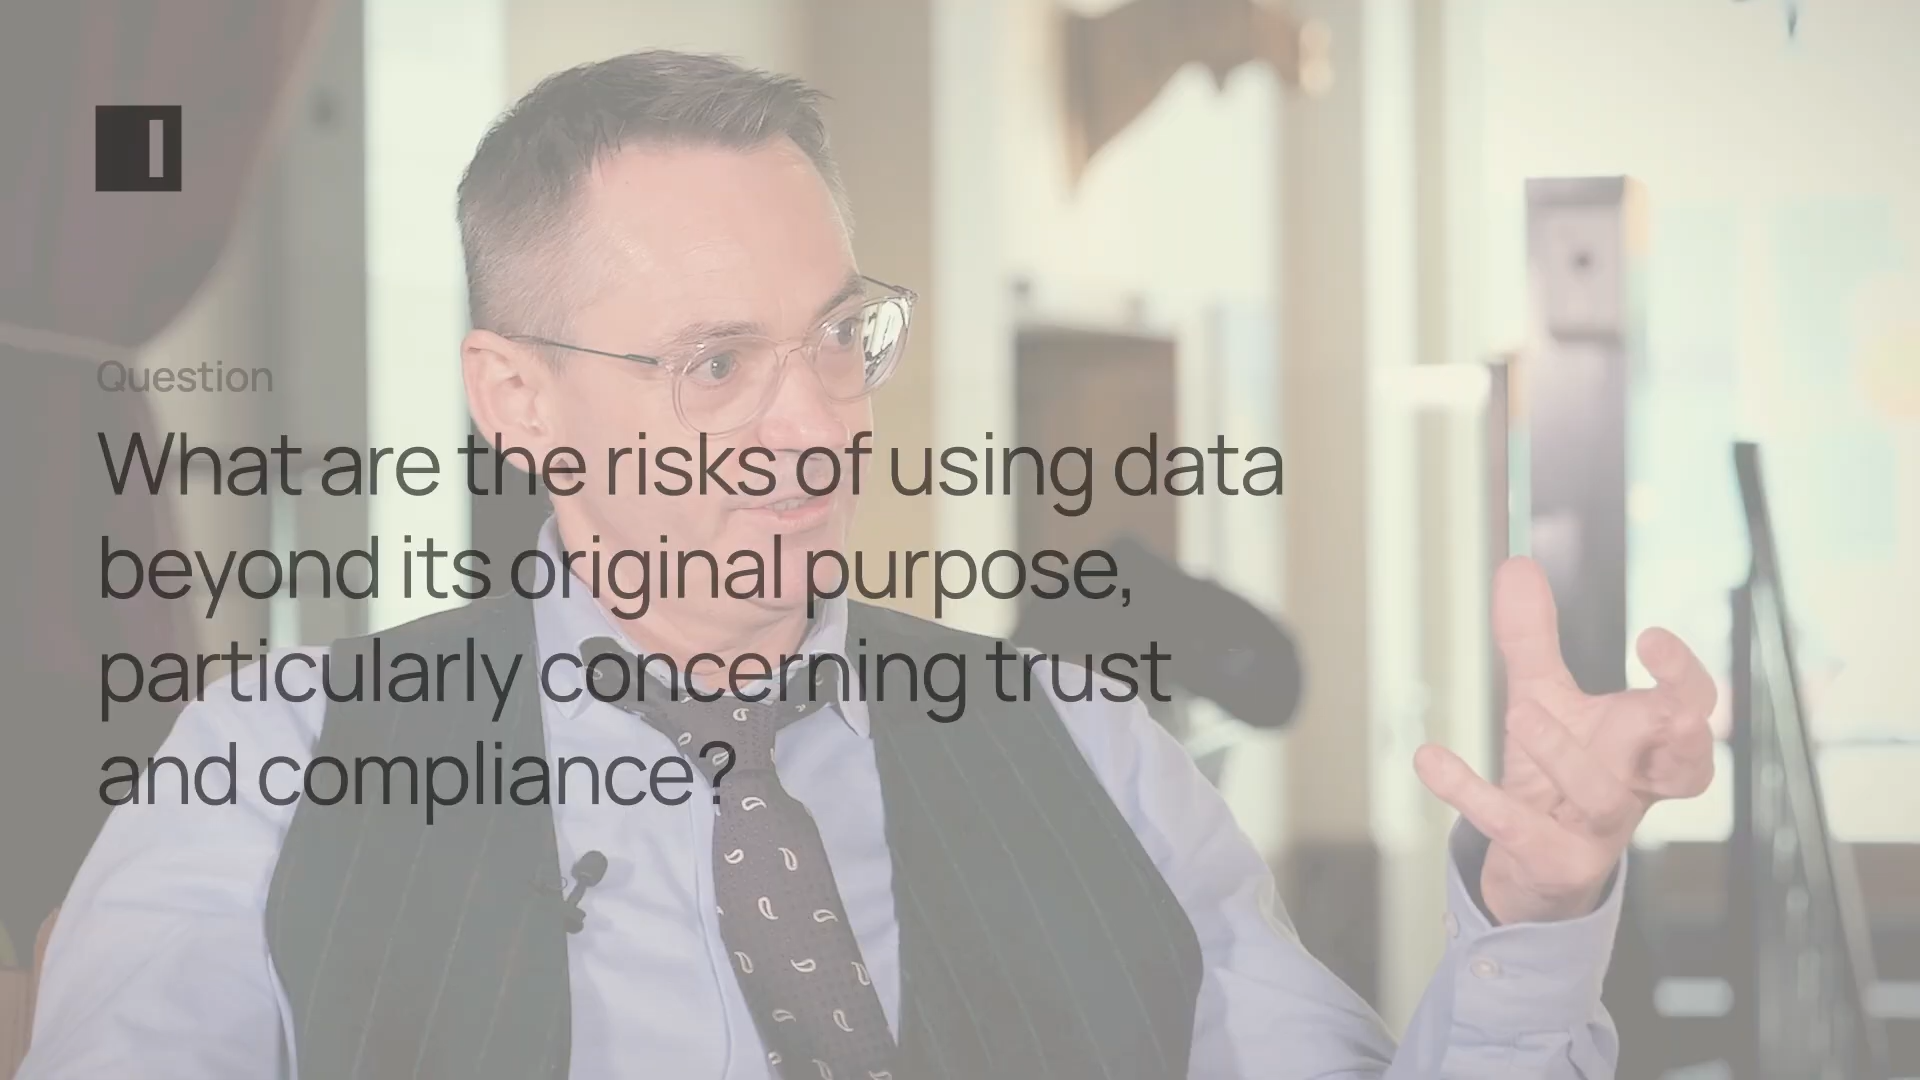 Question
What are the risks of using data
beyond its original purpose,
particularly concerning trust
and compliance?